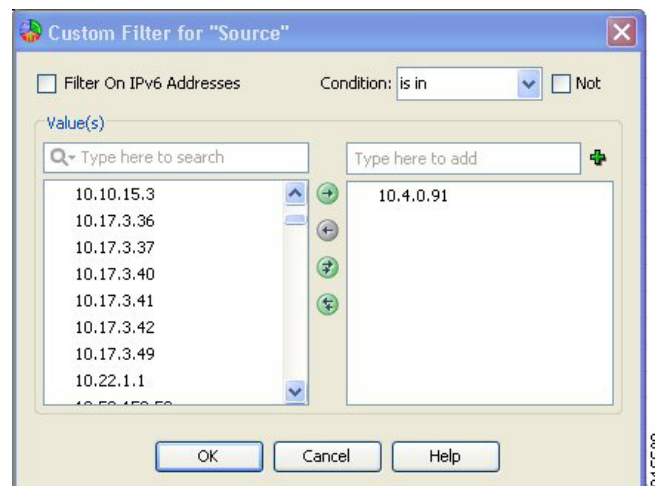 Custom Filter for "Source"
Filter On IPv6 Addresses
Condition: is in
Not
Value(s)
Type here to search
Type here to add
10.10.15.3
10.17.3.36
10.17.3.37
10.17.3.40
10.17.3.41
10.17.3.42
10.17.3.49
10.22.1.1
10.4.0.91
OK
Cancel
Help